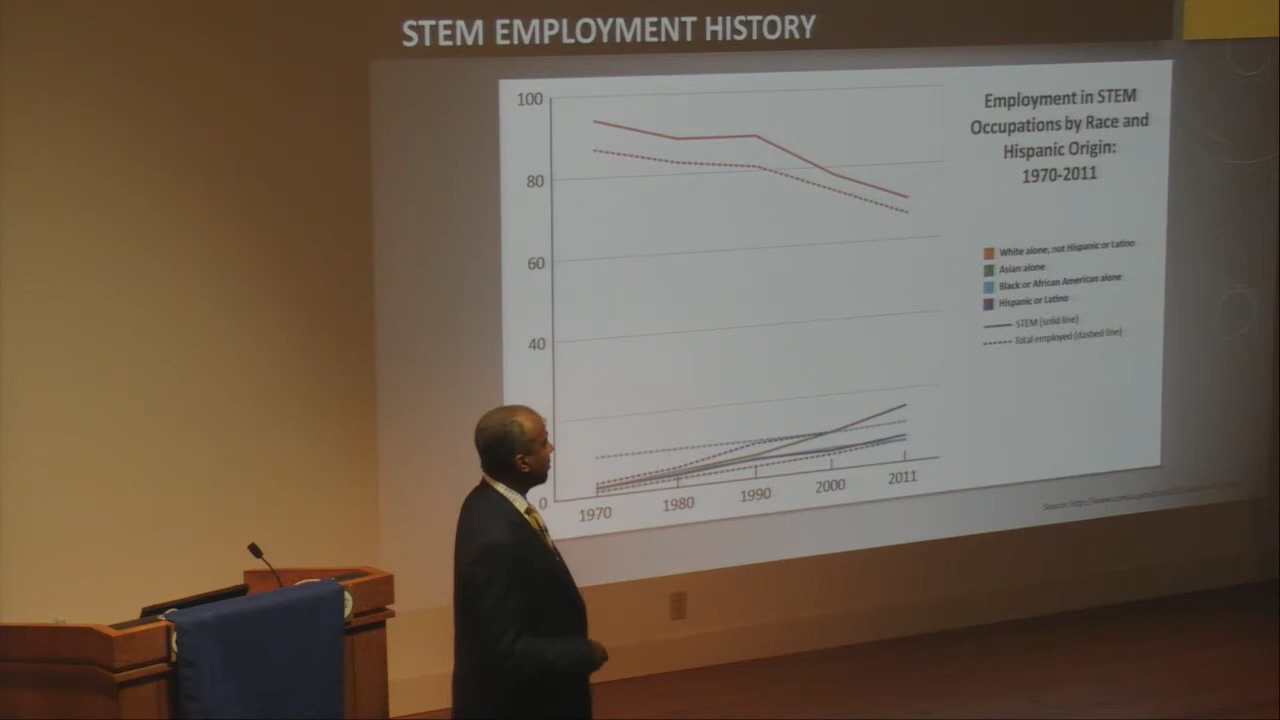 STEM EMPLOYMENT HISTORY
Employment in STEM
Occupations by Race and
Hispanic Origin:
1970-2011
100
80
60
40
0
1970
1980
1990
2000
2011
White alone, not Hispanic or Latino
Asian alone
Black or African American alone
Hispanic or Latino
STEM (solid line)
Total employed (dashed line)
Source: